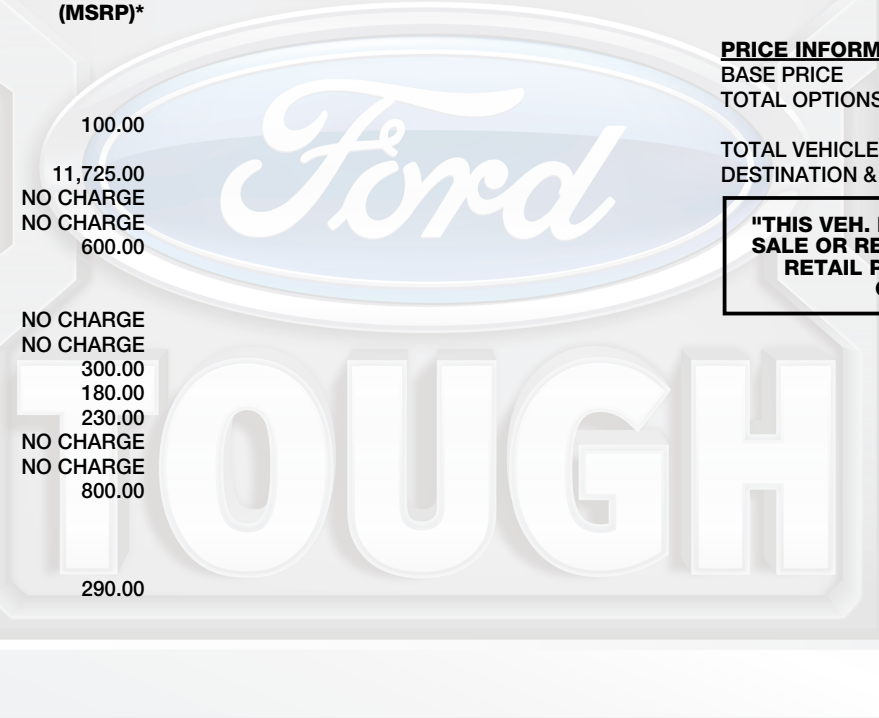 (MSRP)*
100.00
11,725.00
NO CHARGE
NO CHARGE
600.00
NO CHARGE
NO CHARGE
300.00
180.00
230.00
NO CHARGE
NO CHARGE
800.00
290.00
Ford
TOUGH
PRICE INFORM
BASE PRICE
TOTAL OPTIONS
TOTAL VEHICLE
DESTINATION &
"THIS VEH.
SALE OR RE
RETAIL P